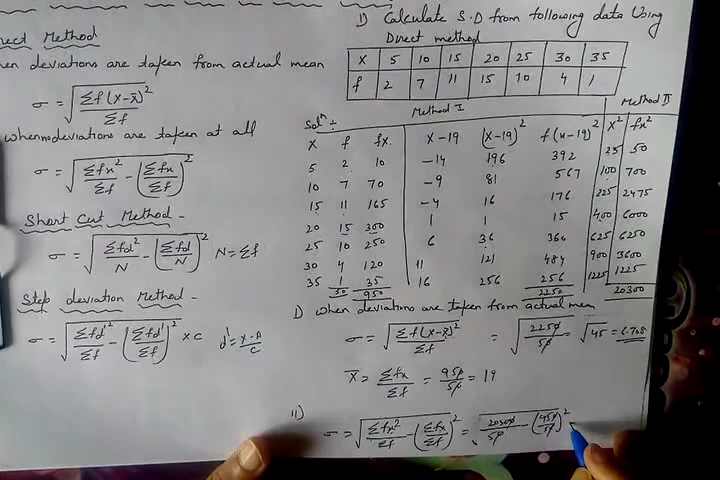 rect Method
en deviations are taken from actual mean
σ = √(Σf(x-x̄)²/Σf)
when no deviations are taken at all
σ = √(Σfx²/Σf - (Σfx/Σf)²)
Short Cut Method -
σ = √(Σfd²/N - (Σfd/N)²) N = Σf
Step deviation Method -
σ = √(Σfd'²/Σf - (Σfd'/Σf)²) × C d' = x-A/C
1) Calculate S.D from following data Using
Direct method
X 5 10 15 20 25 30 35
f 2 7 11 15 10 4 1
Soln :- Method I Method II
X f fx X-19 (X-19)² f(x-19)² X² fx²
5 2 10 -14 196 392 25 50
10 7 70 -9 81 567 100 700
15 11 165 -4 16 176 225 2475
20 15 300 1 1 15 400 6000
25 10 250 6 36 360 625 6250
30 4 120 11 121 484 900 3600
35 1 35 16 256 256 1225 1225
50 950 2250 20300
I) when deviations are taken from actual mean
σ = √(Σf(x-x̄)²/Σf) = √(2250/50) = √45 = 6.708
X̄ = Σfx/Σf = 950/50 = 19
II)
σ = √(Σfx²/Σf - (Σfx/Σf)²) = √(20300/50 - (950/50)²)